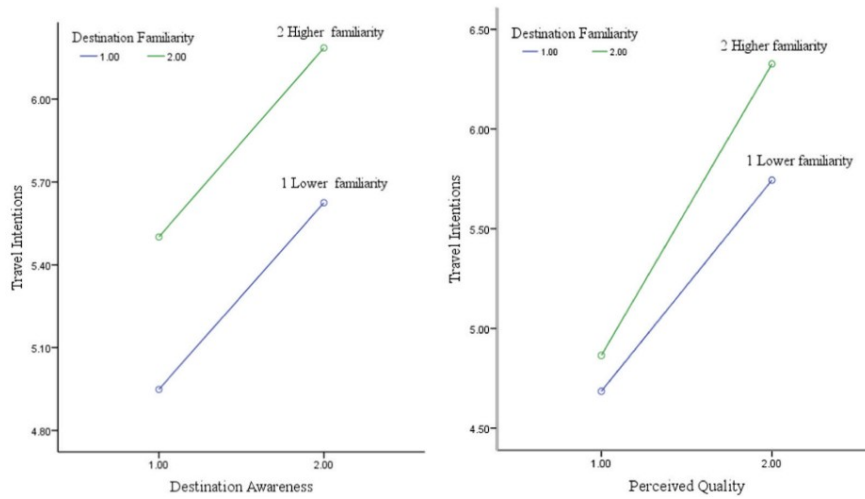 Destination Familiarity
1.00 2.00
2 Higher familiarity
1 Lower familiarity
6.00
5.70
5.40
5.10
4.80
Travel Intentions
1.00 2.00
Destination Awareness
Destination Familiarity
1.00 2.00
2 Higher familiarity
1 Lower familiarity
6.50
6.00
5.50
5.00
4.50
Travel Intentions
1.00 2.00
Perceived Quality